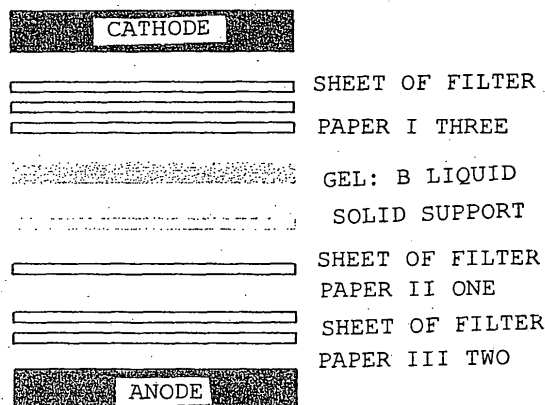 CATHODE
SHEET OF FILTER
PAPER I THREE
GEL: B LIQUID
SOLID SUPPORT
SHEET OF FILTER
PAPER II ONE
SHEET OF FILTER
PAPER III TWO
ANODE